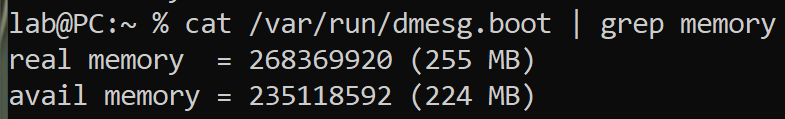 lab@PC:~ % cat /var/run/dmesg.boot | grep memory
real memory  = 268369920 (255 MB)
avail memory = 235118592 (224 MB)